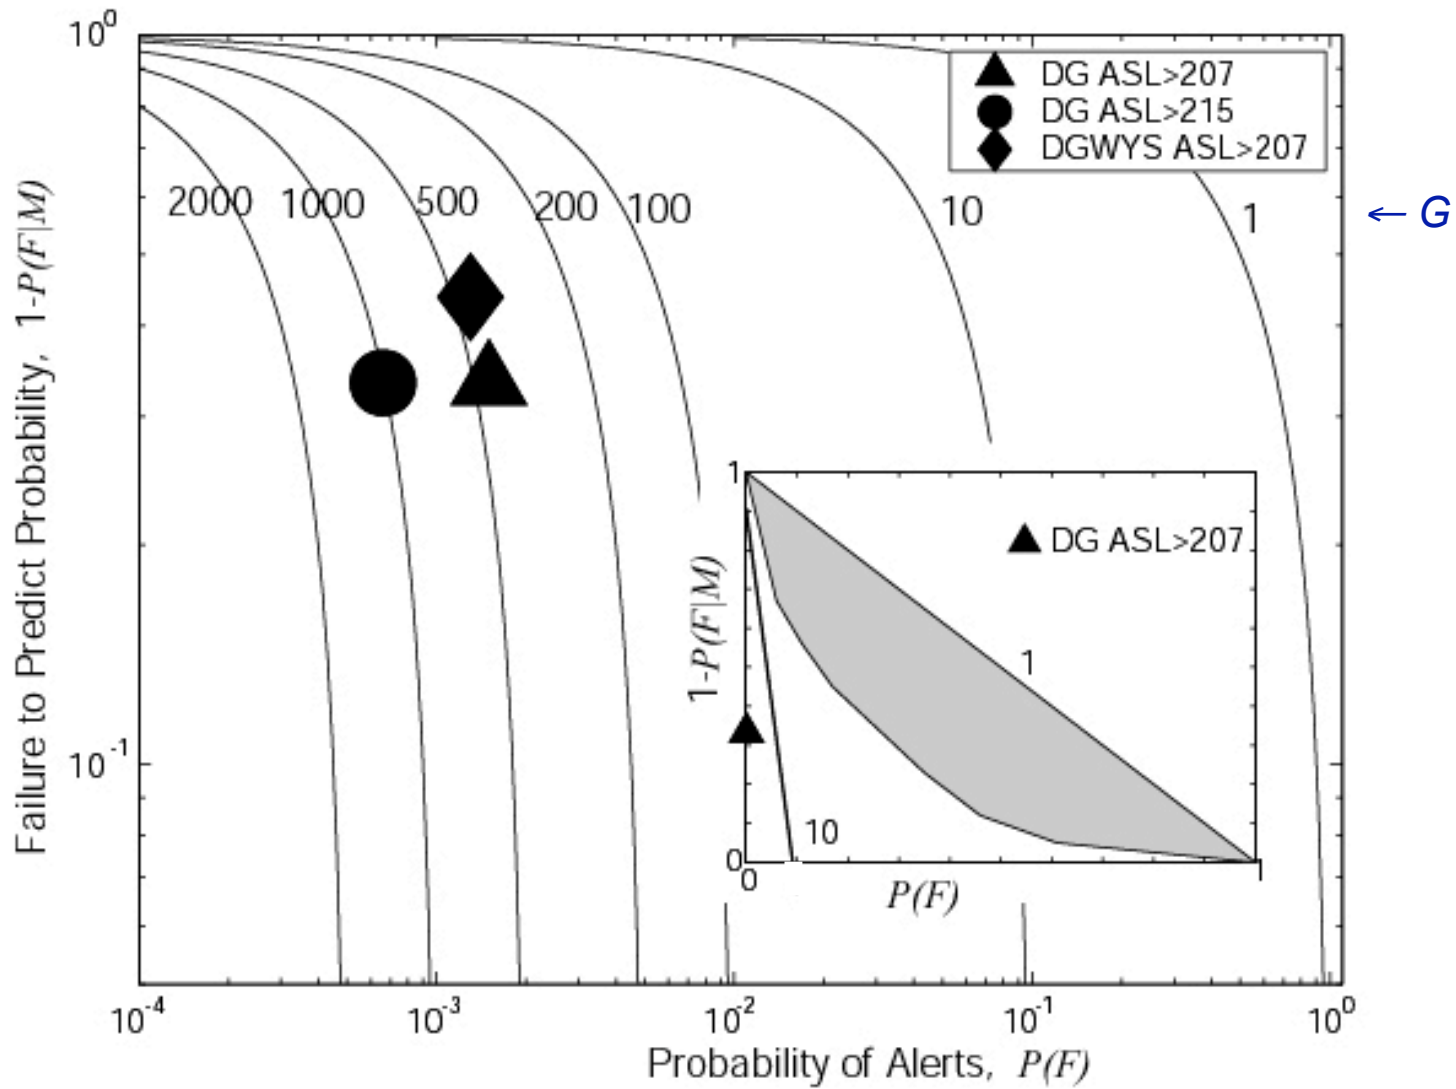 10^0
DG ASL>207
DG ASL>215
DGWYS ASL>207
2000 1000 500 200 100 10 1
← G
Failure to Predict Probability, 1-P(F|M)
1
DG ASL>207
1-P(F|M)
1
10^-1
10
0
0
P(F)
10^-4 10^-3 10^-2 10^-1 10^0
Probability of Alerts, P(F)